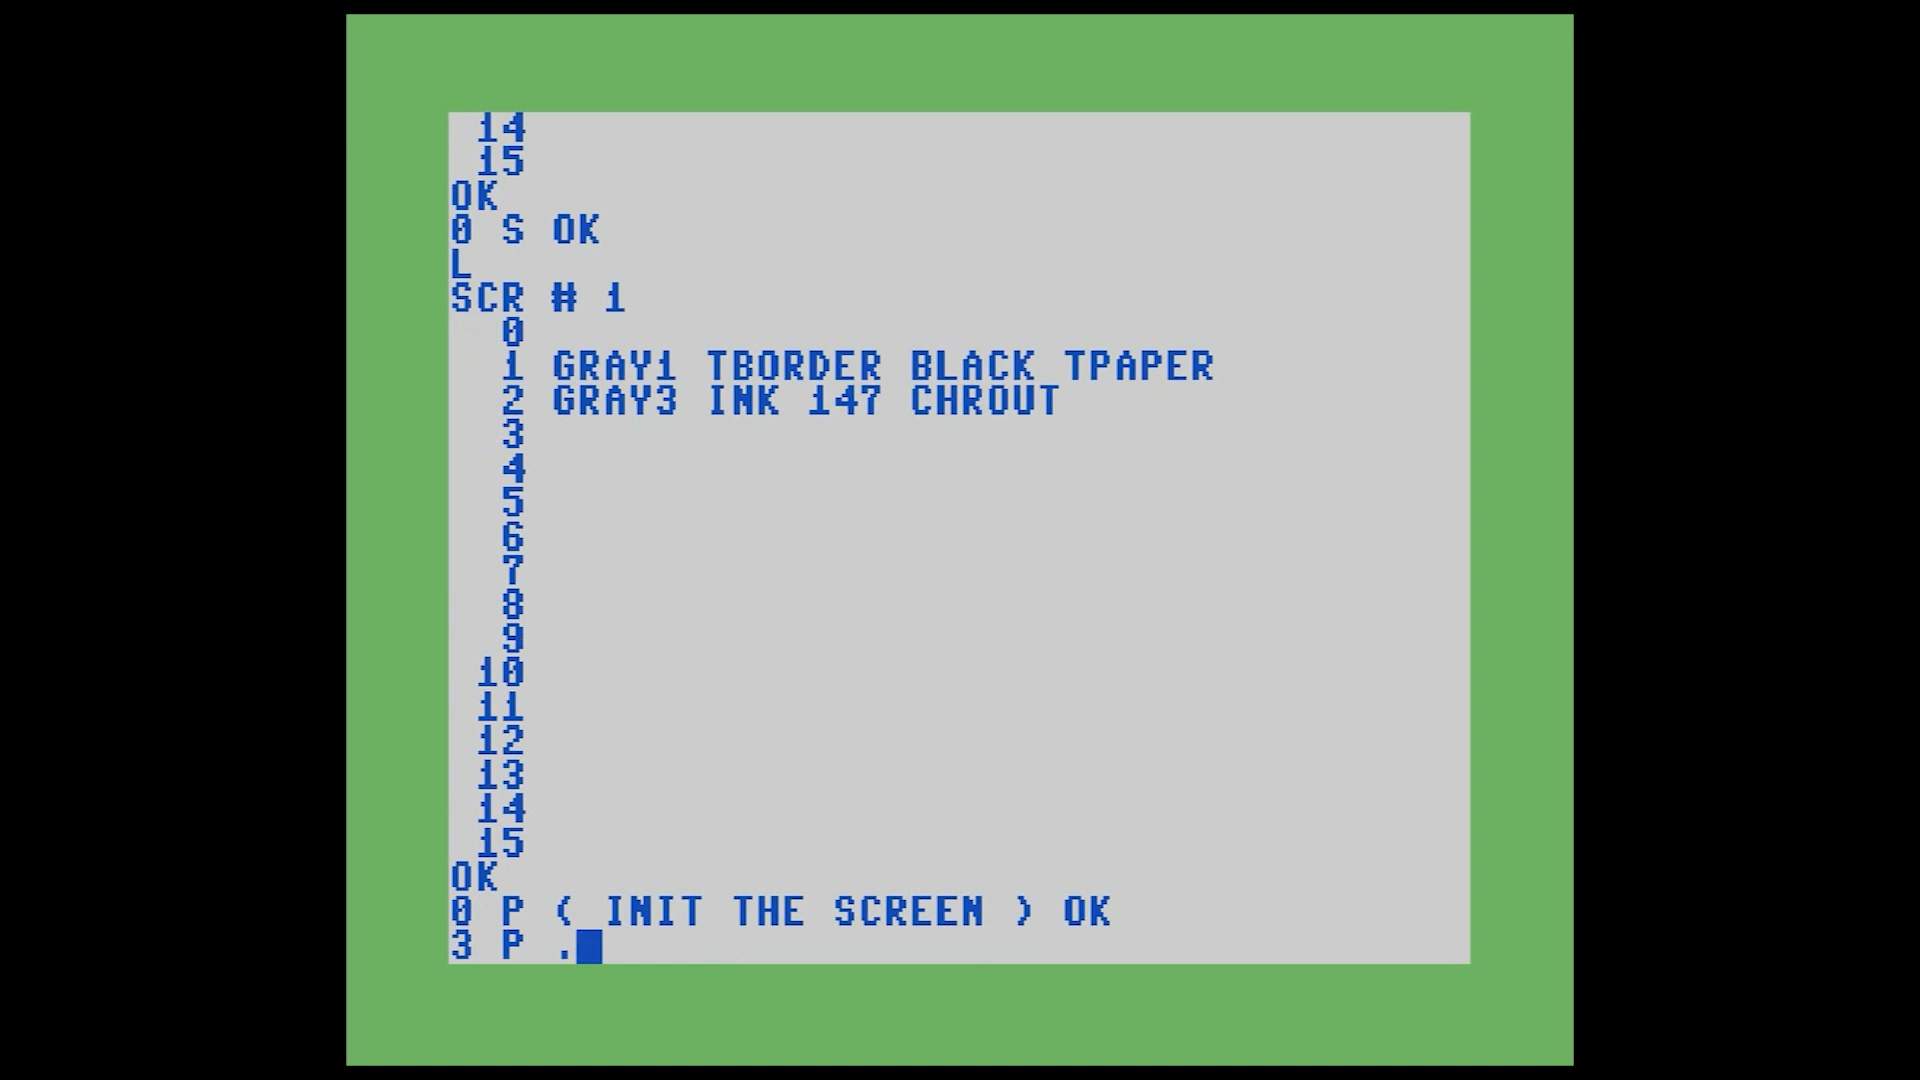 14
15
OK
0 S OK
L
SCR # 1
0
1 GRAY1 TBORDER BLACK TPAPER
2 GRAY3 INK 147 CHROUT
3
4
5
6
7
8
9
10
11
12
13
14
15
OK
0 P ( INIT THE SCREEN ) OK
3 P .